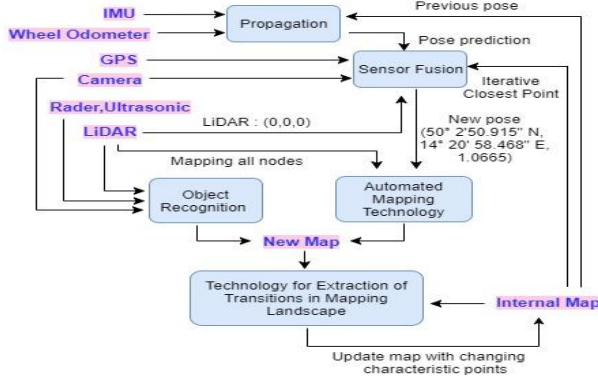 IMU
Previous pose
Propagation
Wheel Odometer
Pose prediction
GPS
Sensor Fusion
Camera
Iterative
Closest Point
Rader,Ultrasonic
LiDAR : (0,0,0)
LiDAR
New pose
(50° 2'50.915" N,
14° 20' 58.468" E,
1.0665)
Mapping all nodes
Object
Recognition
Automated
Mapping
Technology
New Map
Technology for Extraction of
Transitions in Mapping
Landscape
Internal Map
Update map with changing
characteristic points